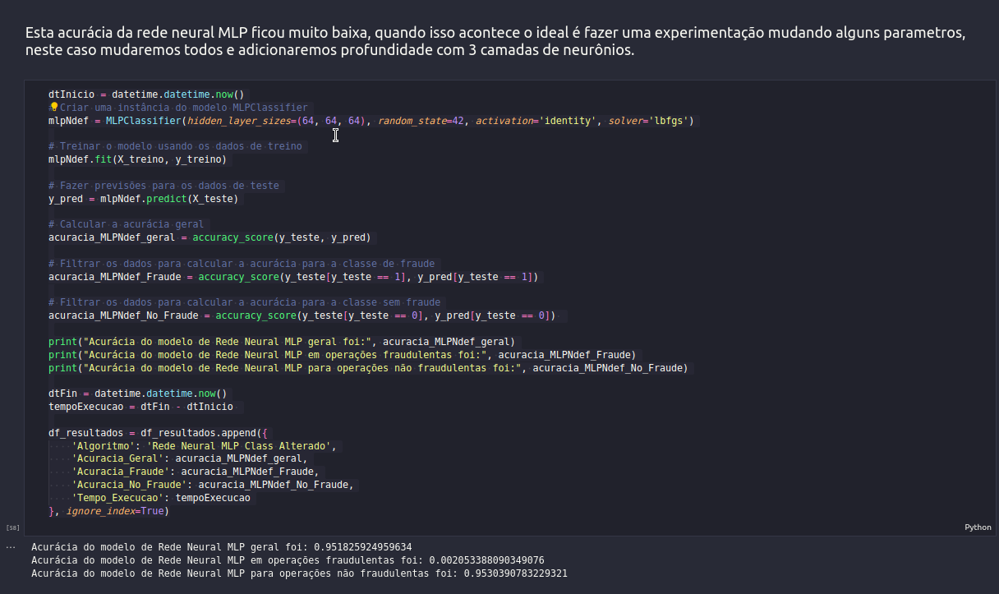 Esta acurácia da rede neural MLP ficou muito baixa, quando isso acontece o ideal é fazer uma experimentação mudando alguns parametros,
neste caso mudaremos todos e adicionaremos profundidade com 3 camadas de neurônios.
dtInicio = datetime.datetime.now()
# Criar uma instância do modelo MLPClassifier
mlpNdef = MLPClassifier(hidden_layer_sizes=(64, 64, 64), random_state=42, activation='identity', solver='lbfgs')
# Treinar o modelo usando os dados de treino
mlpNdef.fit(X_treino, y_treino)
# Fazer previsões para os dados de teste
y_pred = mlpNdef.predict(X_teste)
# Calcular a acurácia geral
acuracia_MLPNdef_geral = accuracy_score(y_teste, y_pred)
# Filtrar os dados para calcular a acurácia para a classe de fraude
acuracia_MLPNdef_Fraude = accuracy_score(y_teste[y_teste == 1], y_pred[y_teste == 1])
# Filtrar os dados para calcular a acurácia para a classe sem fraude
acuracia_MLPNdef_No_Fraude = accuracy_score(y_teste[y_teste == 0], y_pred[y_teste == 0])
print("Acurácia do modelo de Rede Neural MLP geral foi:", acuracia_MLPNdef_geral)
print("Acurácia do modelo de Rede Neural MLP em operações fraudulentas foi:", acuracia_MLPNdef_Fraude)
print("Acurácia do modelo de Rede Neural MLP para operações não fraudulentas foi:", acuracia_MLPNdef_No_Fraude)
dtFin = datetime.datetime.now()
tempoExecucao = dtFin - dtInicio
df_resultados = df_resultados.append({
'Algoritmo': 'Rede Neural MLP Class Alterado',
'Acuracia_Geral': acuracia_MLPNdef_geral,
'Acuracia_Fraude': acuracia_MLPNdef_Fraude,
'Acuracia_No_Fraude': acuracia_MLPNdef_No_Fraude,
'Tempo_Execucao': tempoExecucao
}, ignore_index=True)
[58]
Python
... Acurácia do modelo de Rede Neural MLP geral foi: 0.951825924959634
Acurácia do modelo de Rede Neural MLP em operações fraudulentas foi: 0.002053388090349076
Acurácia do modelo de Rede Neural MLP para operações não fraudulentas foi: 0.9530390783229321